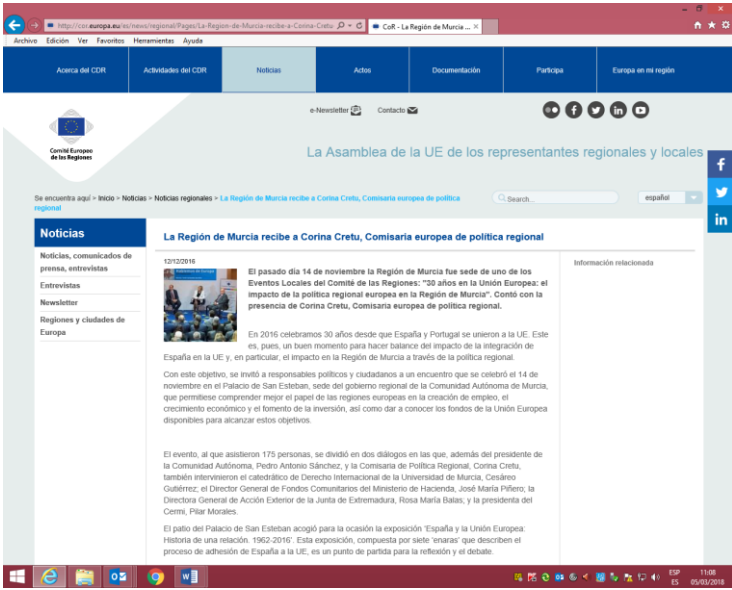 http://cor.europa.eu/es/news/regional/Pages/La-Region-de-Murcia-recibe-a-Corina-Cretu
CoR - La Región de Murcia ...
Archivo Edición Ver Favoritos Herramientas Ayuda
Acerca del CDR Actividades del CDR Noticias Actos Documentación Participa Europa en mi región
e-Newsletter Contacto
Comité Europeo
de las Regiones
La Asamblea de la UE de los representantes regionales y locales
Se encuentra aquí > Inicio > Noticias > Noticias regionales > La Región de Murcia recibe a Corina Cretu, Comisaria europea de política
regional
Search...
español
Noticias
Noticias, comunicados de
prensa, entrevistas
Entrevistas
Newsletter
Regiones y ciudades de
Europa
La Región de Murcia recibe a Corina Cretu, Comisaria europea de política regional
12/12/2016
El pasado día 14 de noviembre la Región de Murcia fue sede de uno de los
Eventos Locales del Comité de las Regiones: "30 años en la Unión Europea: el
impacto de la política regional europea en la Región de Murcia". Contó con la
presencia de Corina Cretu, Comisaria europea de política regional.
En 2016 celebramos 30 años desde que España y Portugal se unieron a la UE. Este
es, pues, un buen momento para hacer balance del impacto de la integración de
España en la UE y, en particular, el impacto en la Región de Murcia a través de la política regional.
Con este objetivo, se invitó a responsables políticos y ciudadanos a un encuentro que se celebró el 14 de
noviembre en el Palacio de San Esteban, sede del gobierno regional de la Comunidad Autónoma de Murcia,
que permitiese comprender mejor el papel de las regiones europeas en la creación de empleo, el
crecimiento económico y el fomento de la inversión, así como dar a conocer los fondos de la Unión Europea
disponibles para alcanzar estos objetivos.
El evento, al que asistieron 175 personas, se dividió en dos diálogos en las que, además del presidente de
la Comunidad Autónoma, Pedro Antonio Sánchez, y la Comisaria de Política Regional, Corina Cretu,
también intervinieron el catedrático de Derecho Internacional de la Universidad de Murcia, Cesáreo
Gutiérrez; el Director General de Fondos Comunitarios del Ministerio de Hacienda, José María Piñero; la
Directora General de Acción Exterior de la Junta de Extremadura, Rosa María Balas; y la presidenta del
Cermi, Pilar Morales.
El patio del Palacio de San Esteban acogió para la ocasión la exposición 'España y la Unión Europea:
Historia de una relación. 1962-2016'. Esta exposición, compuesta por siete 'enaras' que describen el
proceso de adhesión de España a la UE, es un punto de partida para la reflexión y el debate.
Información relacionada
ESP
ES
11:08
05/03/2018